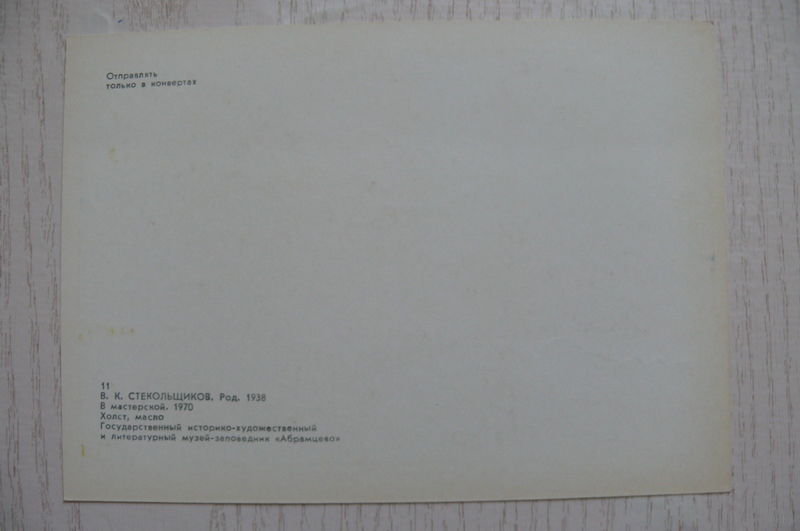 Отправлять
только в конвертах
11
В. К. СТЕКОЛЬЩИКОВ. Род. 1938
В мастерской. 1970
Холст, масло
Государственный историко-художественный
и литературный музей-заповедник «Абрамцево»